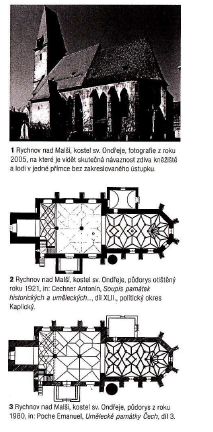 1 Rychnov nad Malší, kostel sv. Ondřeje, fotografie z roku
2005, na které je vidět skutečná návaznost zdiva kněžiště
a lodi v jedné přímce bez zakreslovaného ústupku.
2 Rychnov nad Malší, kostel sv. Ondřeje, půdorys otištěný
roku 1921, in: Cechner Antonín, Soupis památek
historických a uměleckých..., díl XLII., politický okres
Kaplický.
3 Rychnov nad Malší, kostel sv. Ondřeje, půdorys z roku
1980, in: Poche Emanuel, Umělecké památky Čech, díl 3.